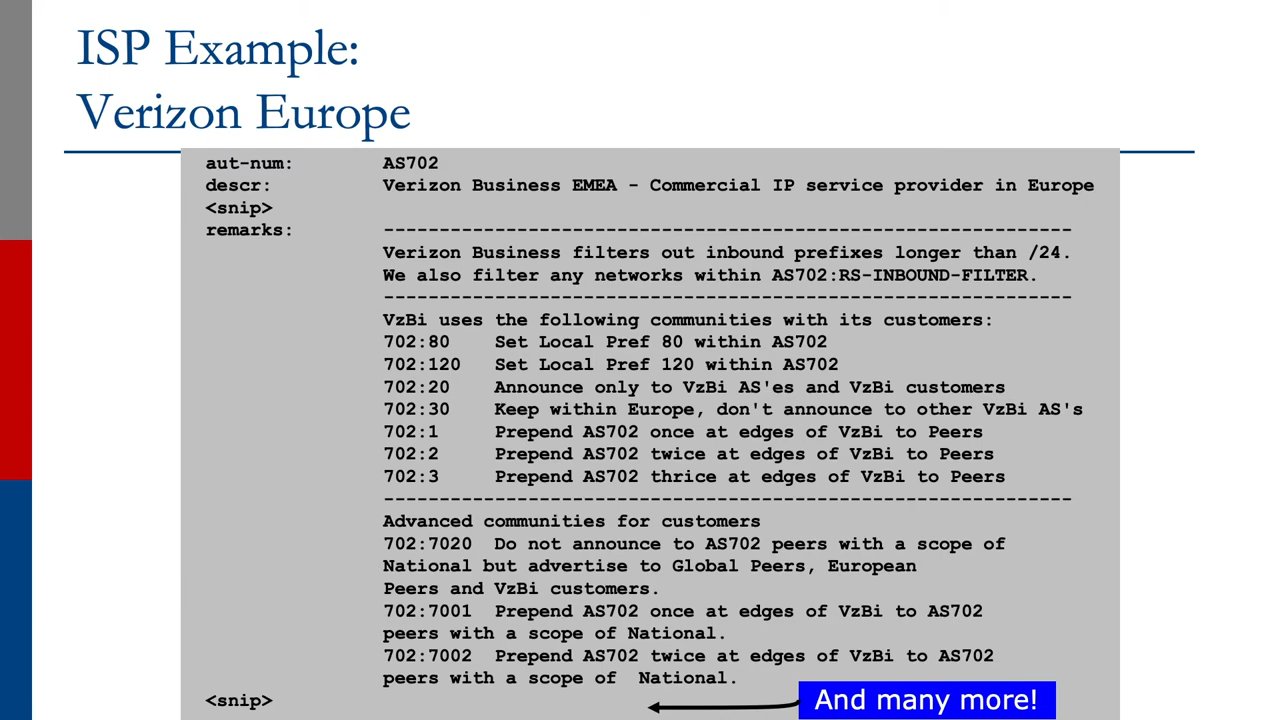 ISP Example:
Verizon Europe
aut-num: AS702
descr: Verizon Business EMEA - Commercial IP service provider in Europe
<snip>
remarks: --------------------------------------------------------------
Verizon Business filters out inbound prefixes longer than /24.
We also filter any networks within AS702:RS-INBOUND-FILTER.
--------------------------------------------------------------
VzBi uses the following communities with its customers:
702:80 Set Local Pref 80 within AS702
702:120 Set Local Pref 120 within AS702
702:20 Announce only to VzBi AS'es and VzBi customers
702:30 Keep within Europe, don't announce to other VzBi AS's
702:1 Prepend AS702 once at edges of VzBi to Peers
702:2 Prepend AS702 twice at edges of VzBi to Peers
702:3 Prepend AS702 thrice at edges of VzBi to Peers
--------------------------------------------------------------
Advanced communities for customers
702:7020 Do not announce to AS702 peers with a scope of
National but advertise to Global Peers, European
Peers and VzBi customers.
702:7001 Prepend AS702 once at edges of VzBi to AS702
peers with a scope of National.
702:7002 Prepend AS702 twice at edges of VzBi to AS702
peers with a scope of National.
<snip>
And many more!